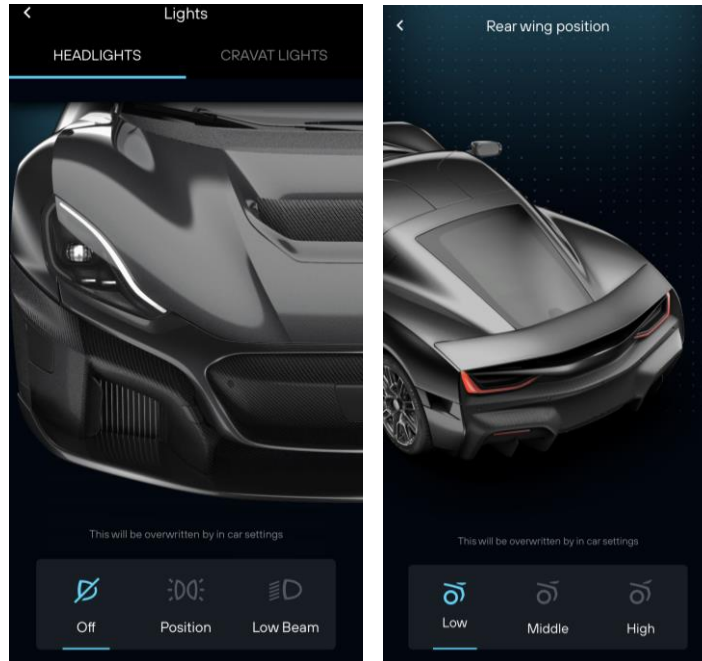 Lights
HEADLIGHTS
CRAVAT LIGHTS
This will be overwritten by in car settings
Off
Position
Low Beam
Rear wing position
This will be overwritten by in car settings
Low
Middle
High